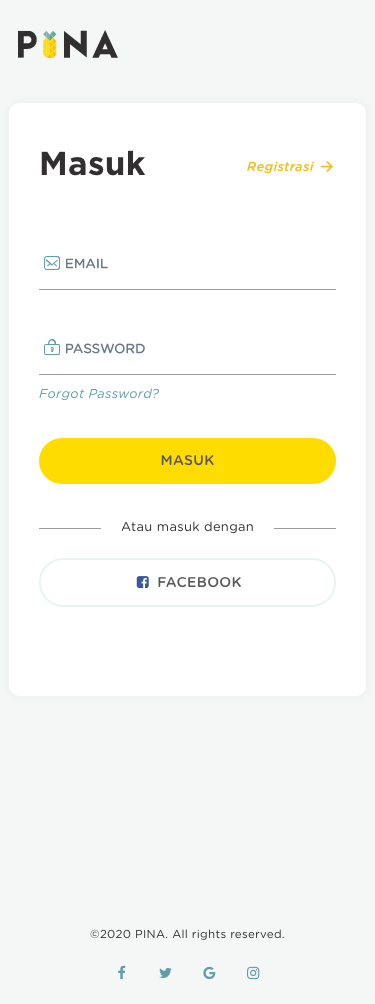 PINA
Masuk
Registrasi →
EMAIL
PASSWORD
Forgot Password?
MASUK
Atau masuk dengan
FACEBOOK
©2020 PINA. All rights reserved.